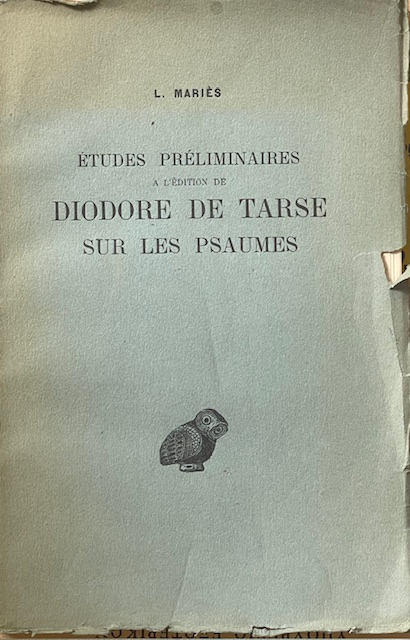 L. MARIÈS
ÉTUDES PRÉLIMINAIRES
A L'ÉDITION DE
DIODORE DE TARSE
SUR LES PSAUMES